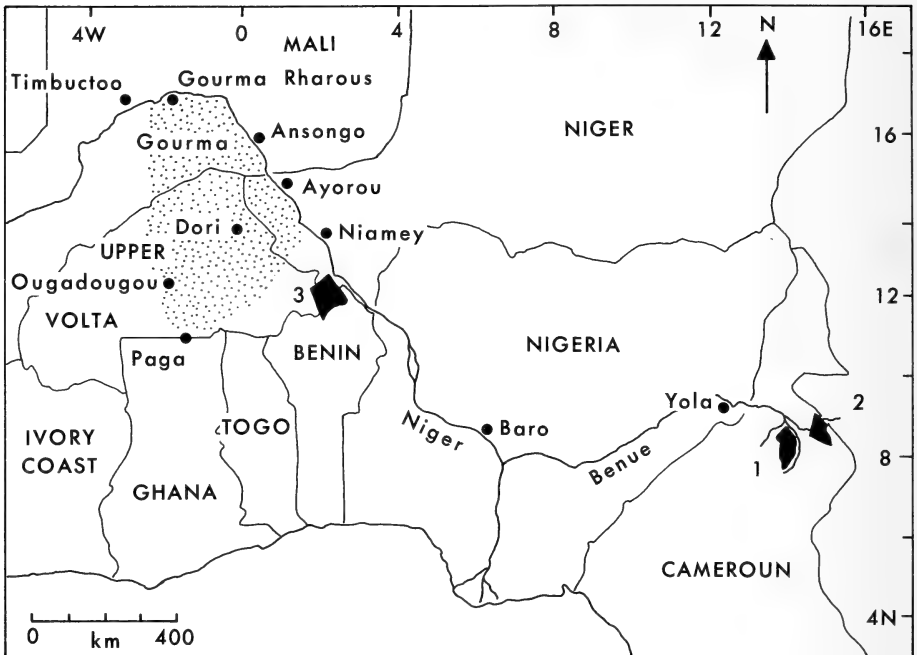 4W 0 4 8 12 16E
N
MALI
Timbuctoo
Gourma Rharous
Ansongo
Gourma
NIGER
16
Ayorou
Dori
Niamey
UPPER
VOLTA
Ougadougou
3
12
Paga
BENIN
NIGERIA
Yola
2
IVORY
COAST
TOGO
Niger
Baro
Benue
1
8
GHANA
CAMEROUN
4N
0 km 400